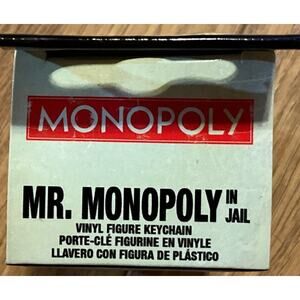 MONOPOLY
MR. MONOPOLY IN JAIL
VINYL FIGURE KEYCHAIN
PORTE-CLÉ FIGURINE EN VINYLE
LLAVERO CON FIGURA DE PLÁSTICO